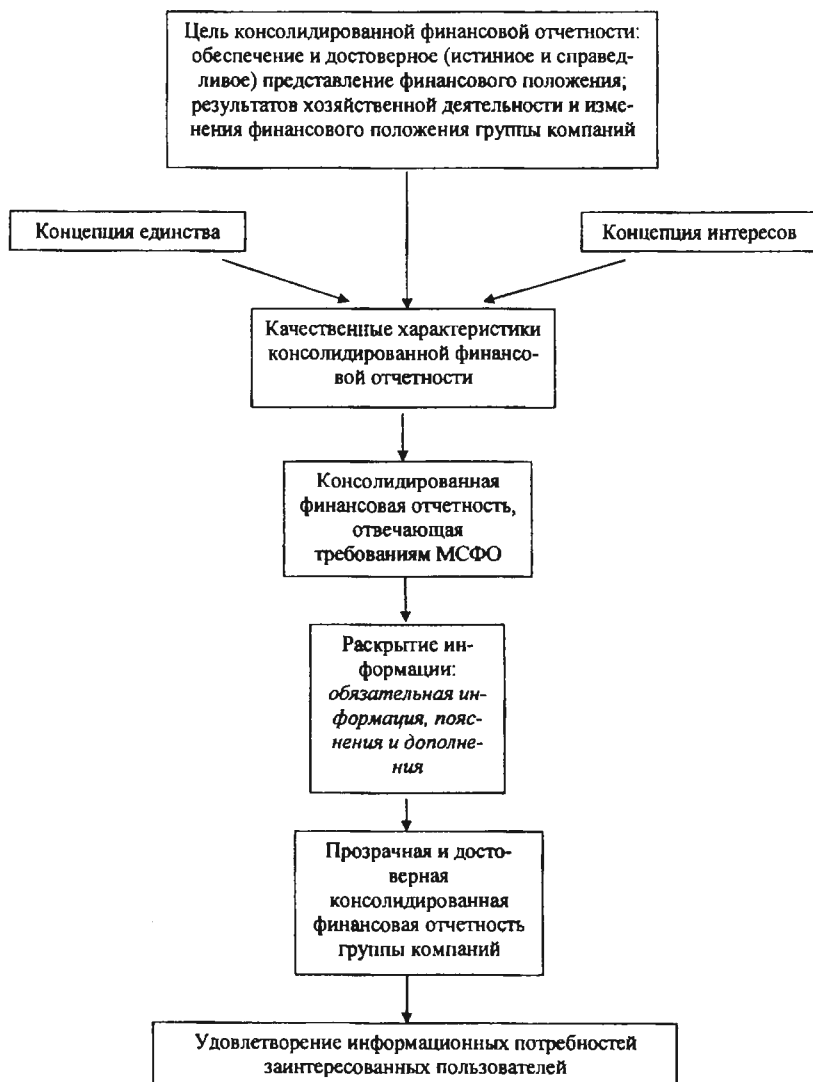 Цель консолидированной финансовой отчетности:
обеспечение и достоверное (истинное и справед-
ливое) представление финансового положения;
результатов хозяйственной деятельности и изме-
нения финансового положения группы компаний
Концепция единства
Концепция интересов
Качественные характеристики
консолидированной финансо-
вой отчетности
Консолидированная
финансовая отчетность,
отвечающая
требованиям МСФО
Раскрытие ин-
формации:
обязательная ин-
формация, пояс-
нения и дополне-
ния
Прозрачная и досто-
верная
консолидированная
финансовая отчетность
группы компаний
Удовлетворение информационных потребностей
заинтересованных пользователей